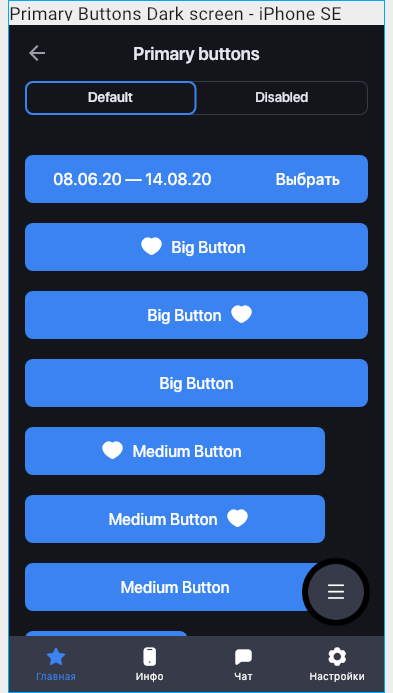 Primary Buttons Dark screen - iPhone SE
Primary buttons
Default Disabled
08.06.20 — 14.08.20 Выбрать
Big Button
Big Button
Big Button
Medium Button
Medium Button
Medium Button
Главная Инфо Чат Настройки